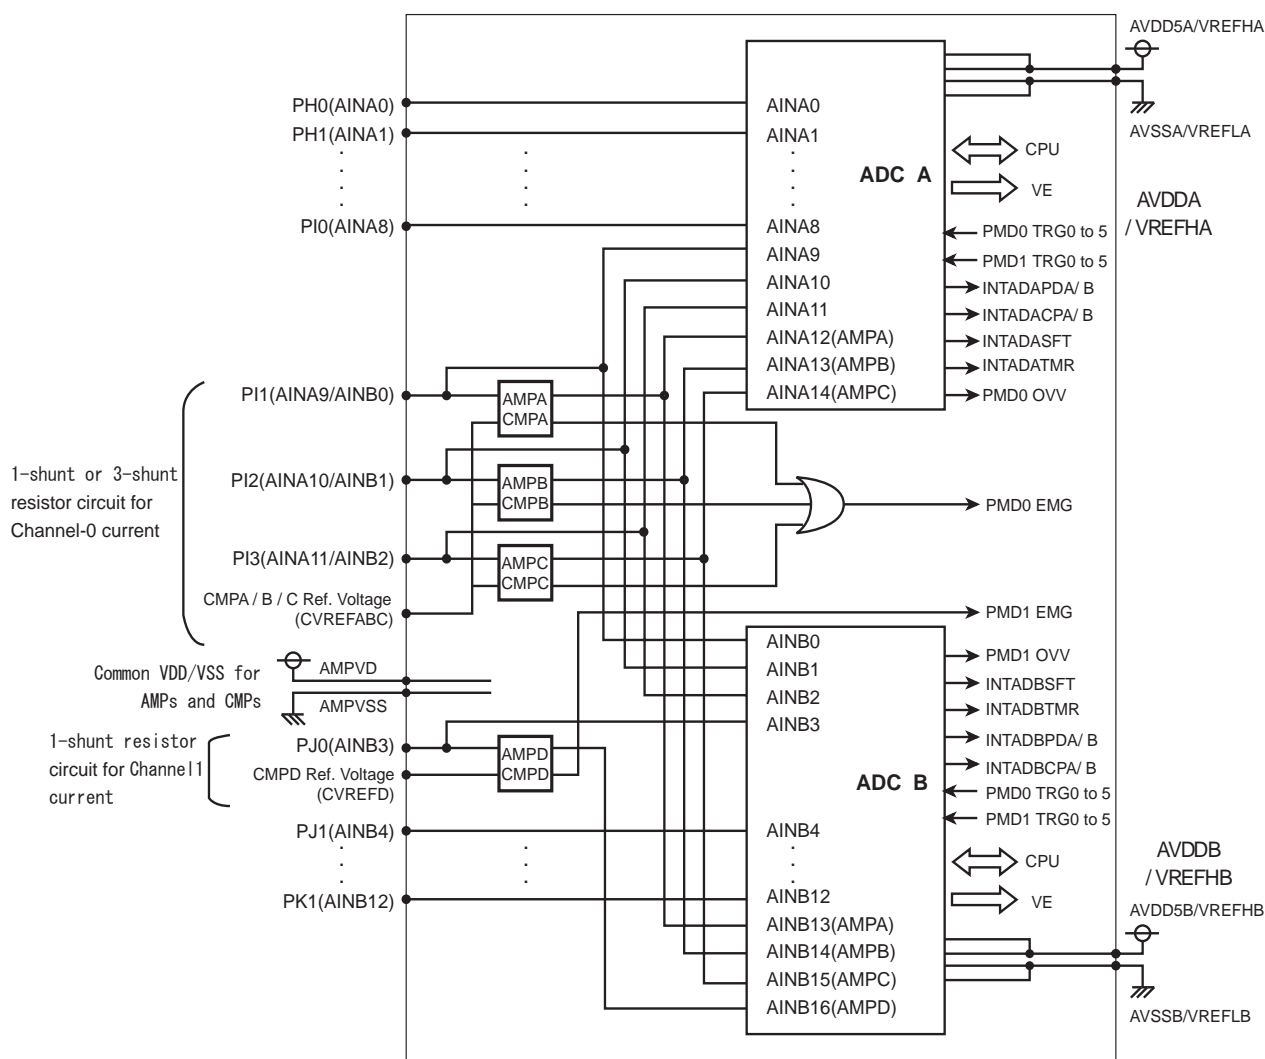 AVDD5A/VREFHA
AVSSA/VREFLA
AVDDA
/ VREFHA
PH0(AINA0)
PH1(AINA1)
PI0(AINA8)
AINA0
AINA1
AINA8
AINA9
AINA10
AINA11
AINA12(AMPA)
AINA13(AMPB)
AINA14(AMPC)
ADC A
CPU
VE
PMD0 TRG0 to 5
PMD1 TRG0 to 5
INTADAPDA/ B
INTADACPA/ B
INTADASFT
INTADATMR
PMD0 OVV
1-shunt or 3-shunt
resistor circuit for
Channel-0 current
PI1(AINA9/AINB0)
PI2(AINA10/AINB1)
PI3(AINA11/AINB2)
CMPA / B / C Ref. Voltage
(CVREFABC)
AMPA
CMPA
AMPB
CMPB
AMPC
CMPC
PMD0 EMG
PMD1 EMG
Common VDD/VSS for
AMPs and CMPs
AMPVD
AMPVSS
1-shunt resistor
circuit for Channel1
current
PJ0(AINB3)
CMPD Ref. Voltage
(CVREFD)
AMPD
CMPD
PJ1(AINB4)
PK1(AINB12)
AINB0
AINB1
AINB2
AINB3
AINB4
AINB12
AINB13(AMPA)
AINB14(AMPB)
AINB15(AMPC)
AINB16(AMPD)
ADC B
PMD1 OVV
INTADBSFT
INTADBTMR
INTADBPDA/ B
INTADBCPA/ B
PMD0 TRG0 to 5
PMD1 TRG0 to 5
CPU
VE
AVDDB
/ VREFHB
AVDD5B/VREFHB
AVSSB/VREFLB